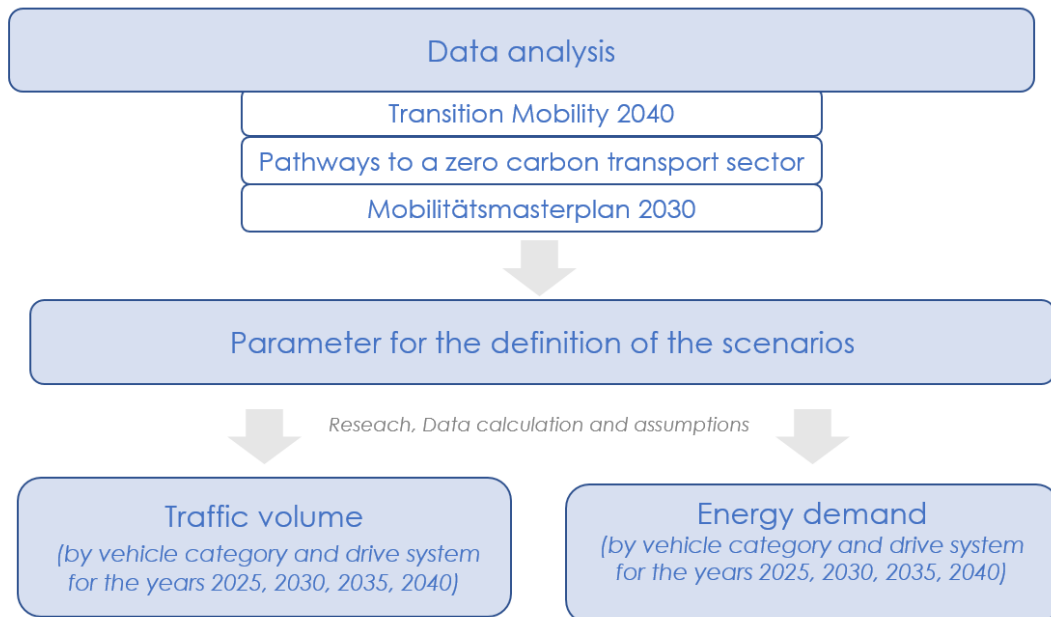 Data analysis
Transition Mobility 2040
Pathways to a zero carbon transport sector
Mobilitätsmasterplan 2030
Parameter for the definition of the scenarios
Reseach, Data calculation and assumptions
Traffic volume
(by vehicle category and drive system
for the years 2025, 2030, 2035, 2040)
Energy demand
(by vehicle category and drive system
for the years 2025, 2030, 2035, 2040)